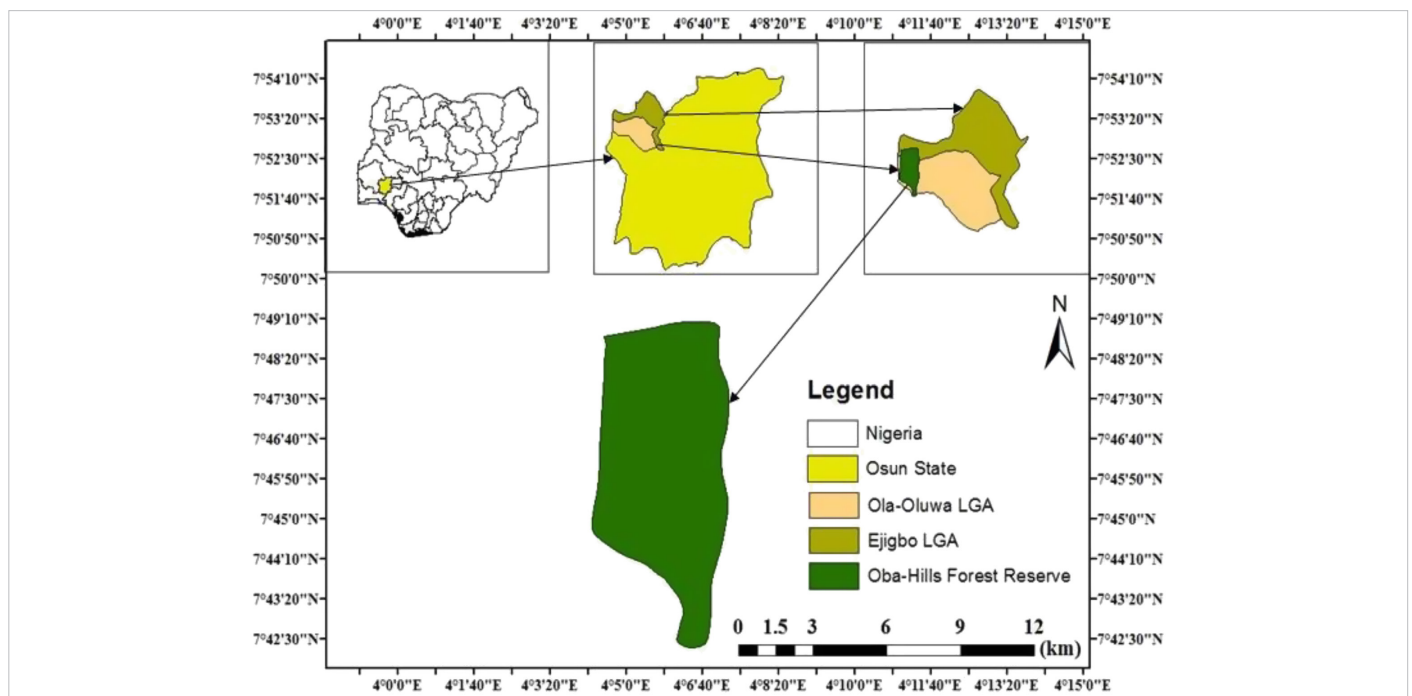 4°0'0"E 4°1'40"E 4°3'20"E 4°5'0"E 4°6'40"E 4°8'20"E 4°10'0"E 4°11'40"E 4°13'20"E 4°15'0"E
7°54'10"N 7°54'10"N
7°53'20"N 7°53'20"N
7°52'30"N 7°52'30"N
7°51'40"N 7°51'40"N
7°50'50"N 7°50'50"N
7°50'0"N 7°50'0"N
N
7°49'10"N 7°49'10"N
7°48'20"N 7°48'20"N
Legend
7°47'30"N 7°47'30"N
Nigeria
7°46'40"N 7°46'40"N
Osun State
7°45'50"N 7°45'50"N
Ola-Oluwa LGA
7°45'0"N 7°45'0"N
Ejigbo LGA
7°44'10"N 7°44'10"N
Oba-Hills Forest Reserve
7°43'20"N 7°43'20"N
0 1.5 3 6 9 12
7°42'30"N (km) 7°42'30"N
4°0'0"E 4°1'40"E 4°3'20"E 4°5'0"E 4°6'40"E 4°8'20"E 4°10'0"E 4°11'40"E 4°13'20"E 4°15'0"E